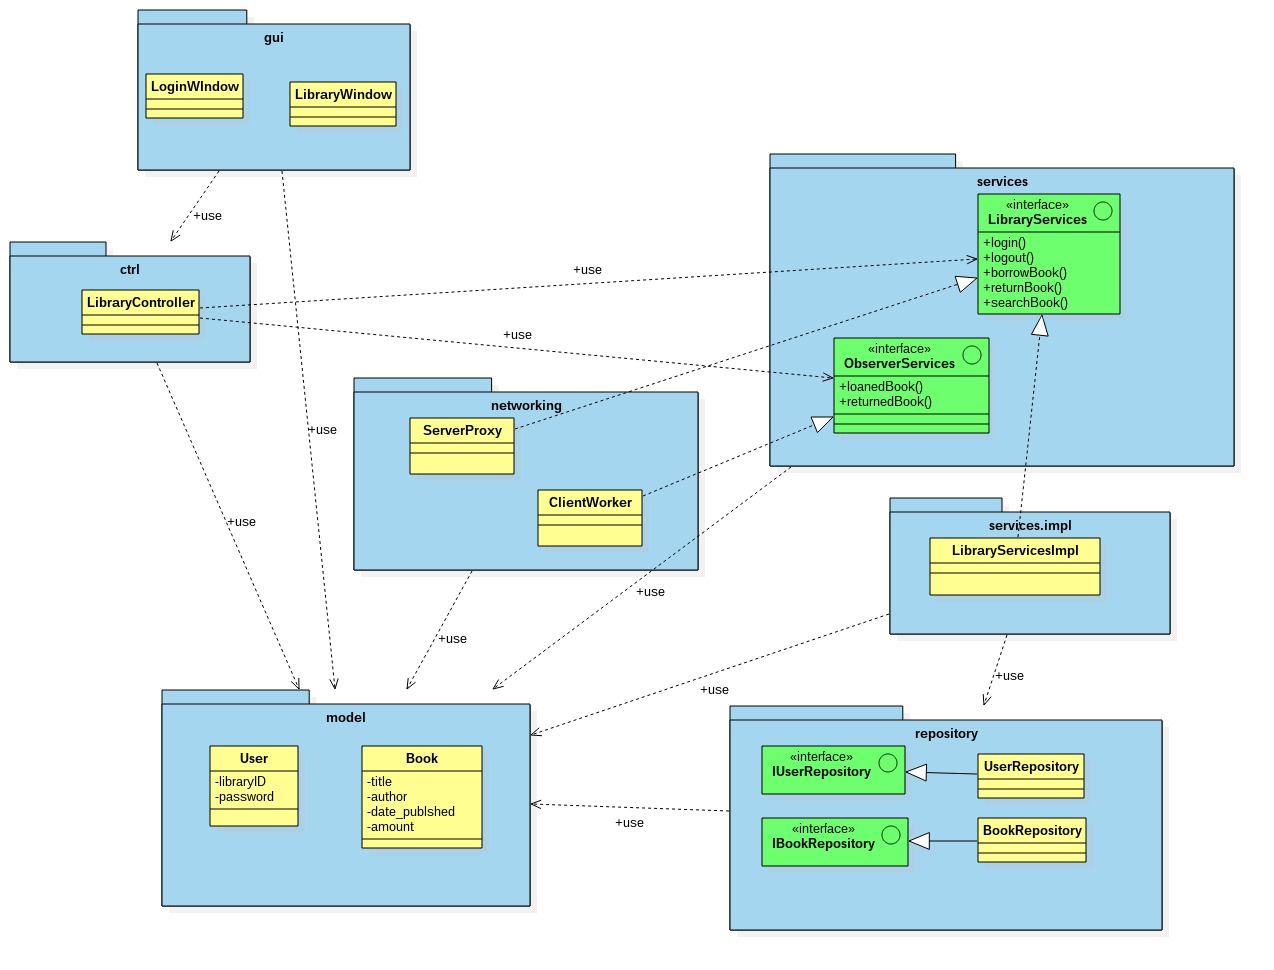 gui
LoginWIndow
LibraryWindow
+use
+use
ctrl
LibraryController
+use
+use
+use
services
«interface»
LibraryServices
+login()
+logout()
+borrowBook()
+returnBook()
+searchBook()
«interface»
ObserverServices
+loanedBook()
+returnedBook()
networking
ServerProxy
ClientWorker
+use
+use
services.impl
LibraryServicesImpl
+use
+use
model
User
-libraryID
-password
Book
-title
-author
-date_publshed
-amount
+use
repository
«interface»
IUserRepository
UserRepository
«interface»
IBookRepository
BookRepository